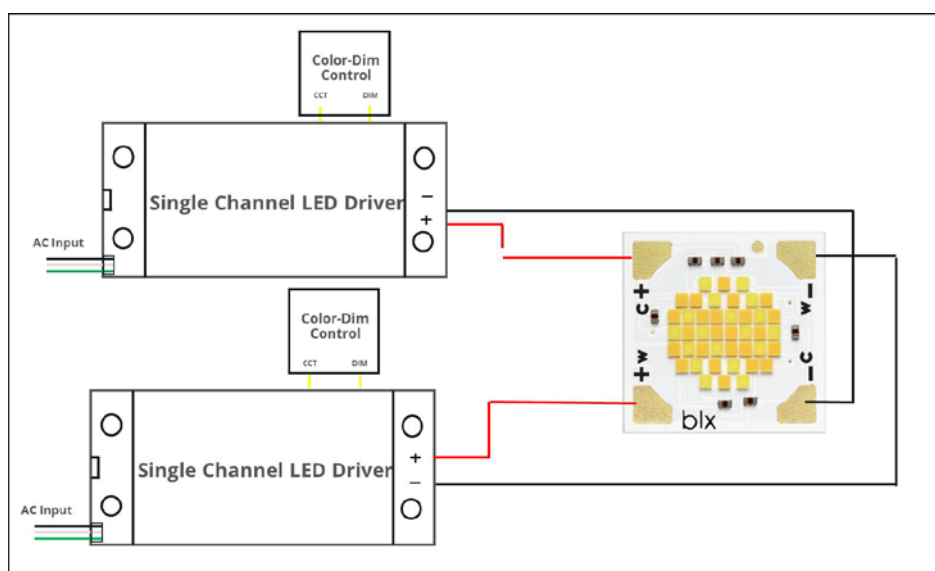 Color-Dim
Control
CCT DIM
Single Channel LED Driver
−
+
AC Input
C+
W−
+W
−C
blx
Color-Dim
Control
CCT DIM
Single Channel LED Driver
+
−
AC Input